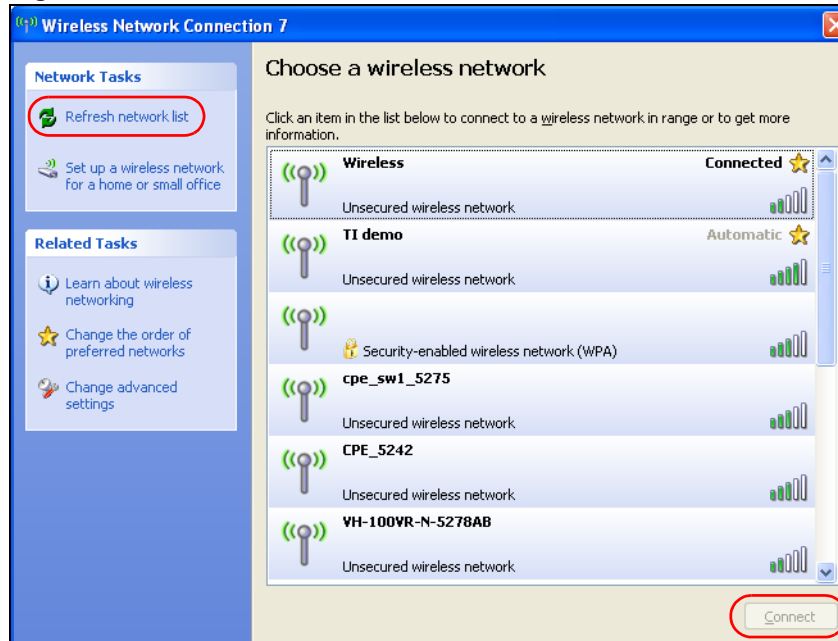 Wireless Network Connection 7
Network Tasks
Refresh network list
Set up a wireless network
for a home or small office
Related Tasks
Learn about wireless
networking
Change the order of
preferred networks
Change advanced
settings
Choose a wireless network
Click an item in the list below to connect to a wireless network in range or to get more
information.
Wireless Connected
Unsecured wireless network
TI demo Automatic
Unsecured wireless network
Security-enabled wireless network (WPA)
cpe_sw1_5275
Unsecured wireless network
CPE_5242
Unsecured wireless network
VH-100VR-N-5278AB
Unsecured wireless network
Connect